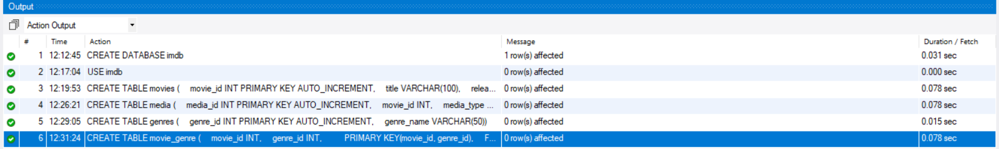 Output
Action Output
# Time Action Message Duration / Fetch
1 12:12:45 CREATE DATABASE imdb 1 row(s) affected 0.031 sec
2 12:17:04 USE imdb 0 row(s) affected 0.000 sec
3 12:19:53 CREATE TABLE movies ( movie_id INT PRIMARY KEY AUTO_INCREMENT, title VARCHAR(100), relea... 0 row(s) affected 0.078 sec
4 12:26:21 CREATE TABLE media ( media_id INT PRIMARY KEY AUTO_INCREMENT, movie_id INT, media_type ... 0 row(s) affected 0.078 sec
5 12:29:05 CREATE TABLE genres ( genre_id INT PRIMARY KEY AUTO_INCREMENT, genre_name VARCHAR(50)) 0 row(s) affected 0.015 sec
6 12:31:24 CREATE TABLE movie_genre ( movie_id INT, genre_id INT, PRIMARY KEY(movie_id, genre_id), F... 0 row(s) affected 0.078 sec